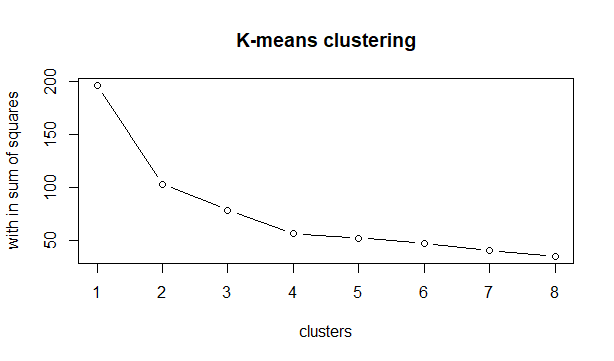 K-means clustering
with in sum of squares
200
150
100
50
1 2 3 4 5 6 7 8
clusters